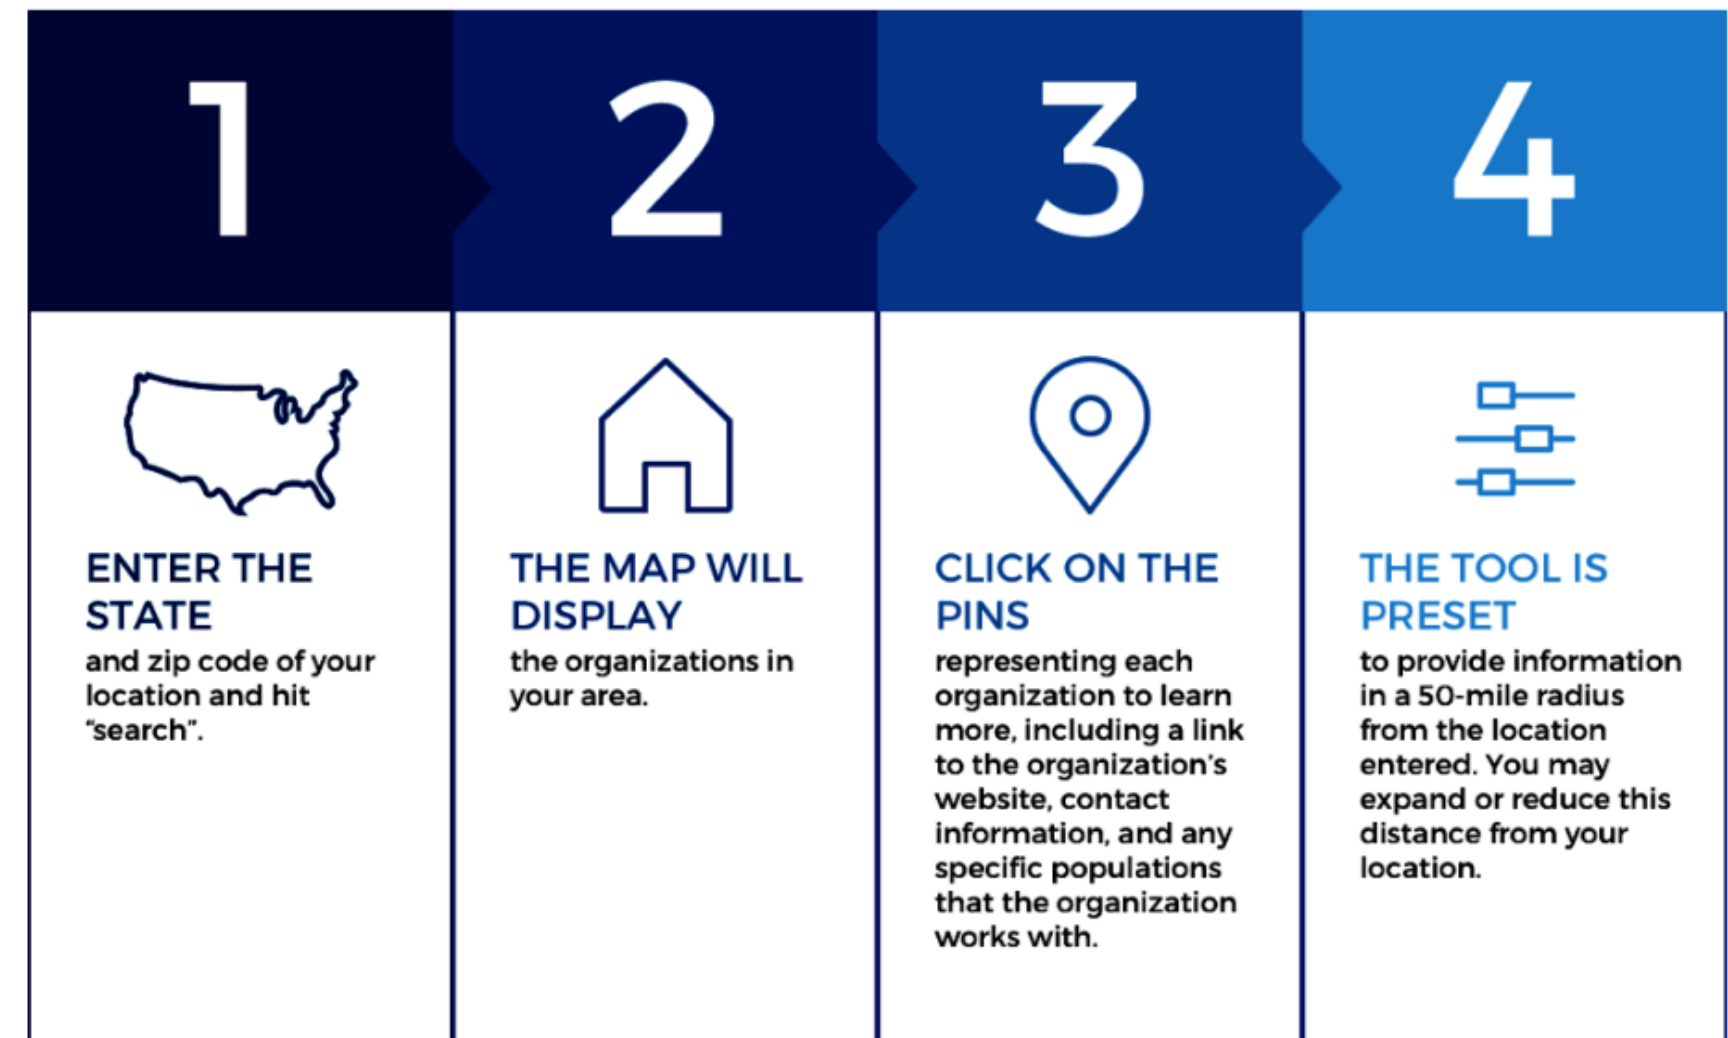 1
ENTER THE
STATE
and zip code of your
location and hit
“search”.
2
THE MAP WILL
DISPLAY
the organizations in
your area.
3
CLICK ON THE
PINS
representing each
organization to learn
more, including a link
to the organization's
website, contact
information, and any
specific populations
that the organization
works with.
4
THE TOOL IS
PRESET
to provide information
in a 50-mile radius
from the location
entered. You may
expand or reduce this
distance from your
location.